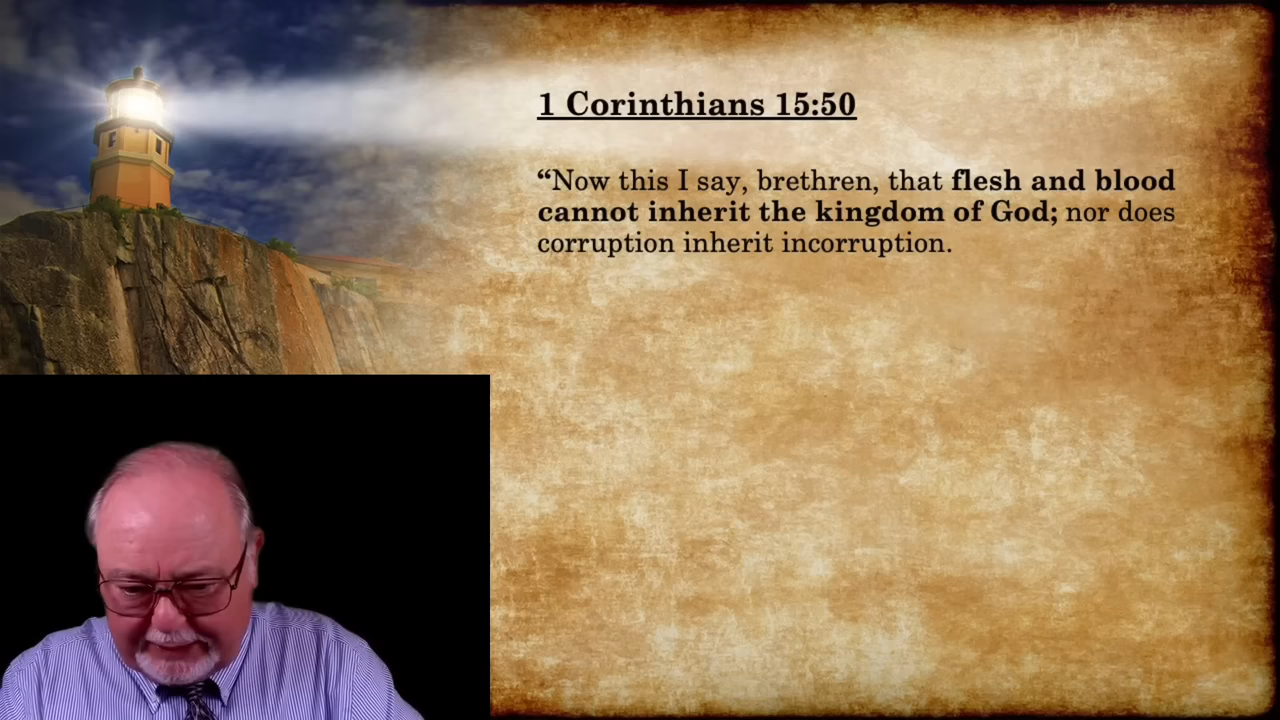 1 Corinthians 15:50
“Now this I say, brethren, that flesh and blood
cannot inherit the kingdom of God; nor does
corruption inherit incorruption.